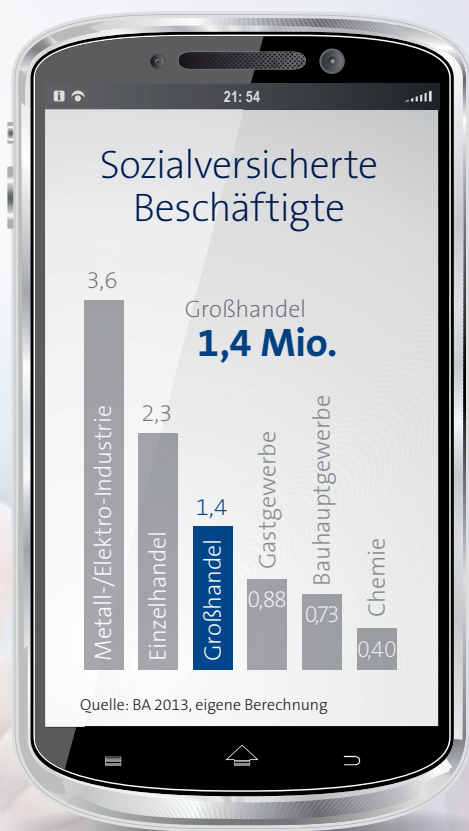 21: 54
Sozialversicherte
Beschäftigte
Großhandel
1,4 Mio.
3,6
Metall-/Elektro-Industrie
2,3
Einzelhandel
1,4
Großhandel
Gastgewerbe
0,88
Bauhauptgewerbe
0,73
Chemie
0,40
Quelle: BA 2013, eigene Berechnung